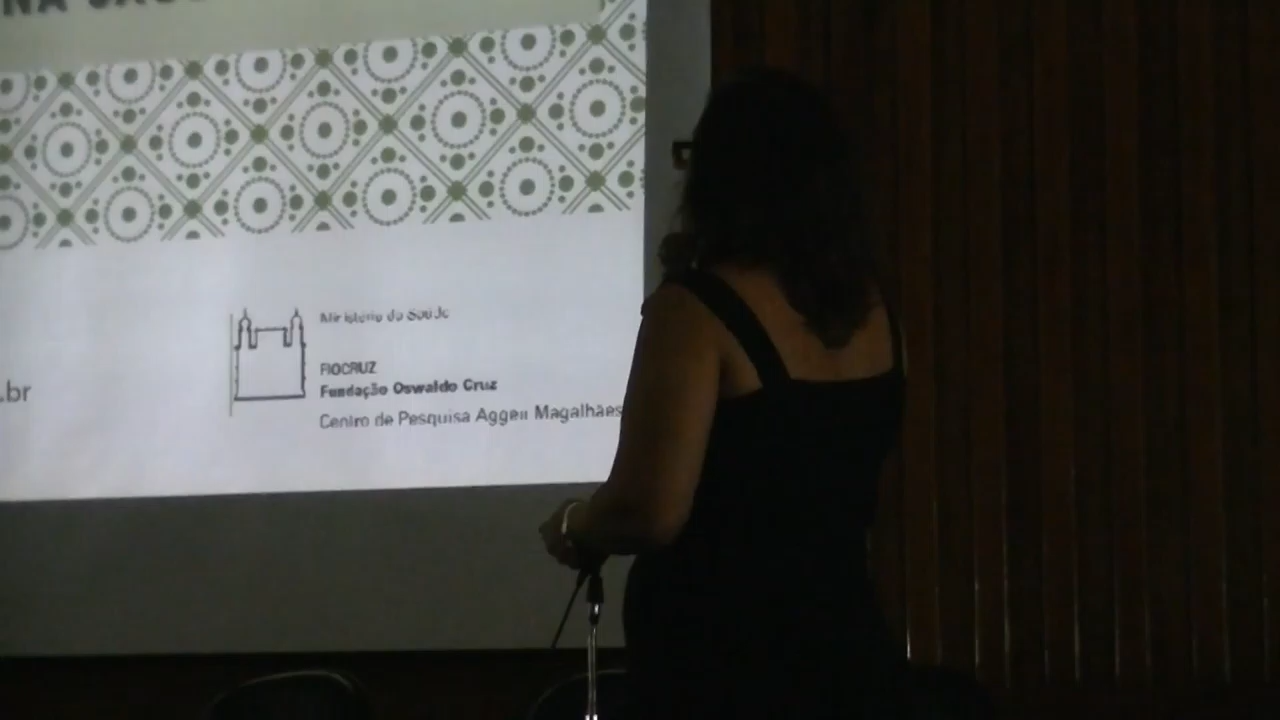 .br
Ministério da Saúde
FIOCRUZ
Fundação Oswaldo Cruz
Centro de Pesquisa Aggeu Magalhães